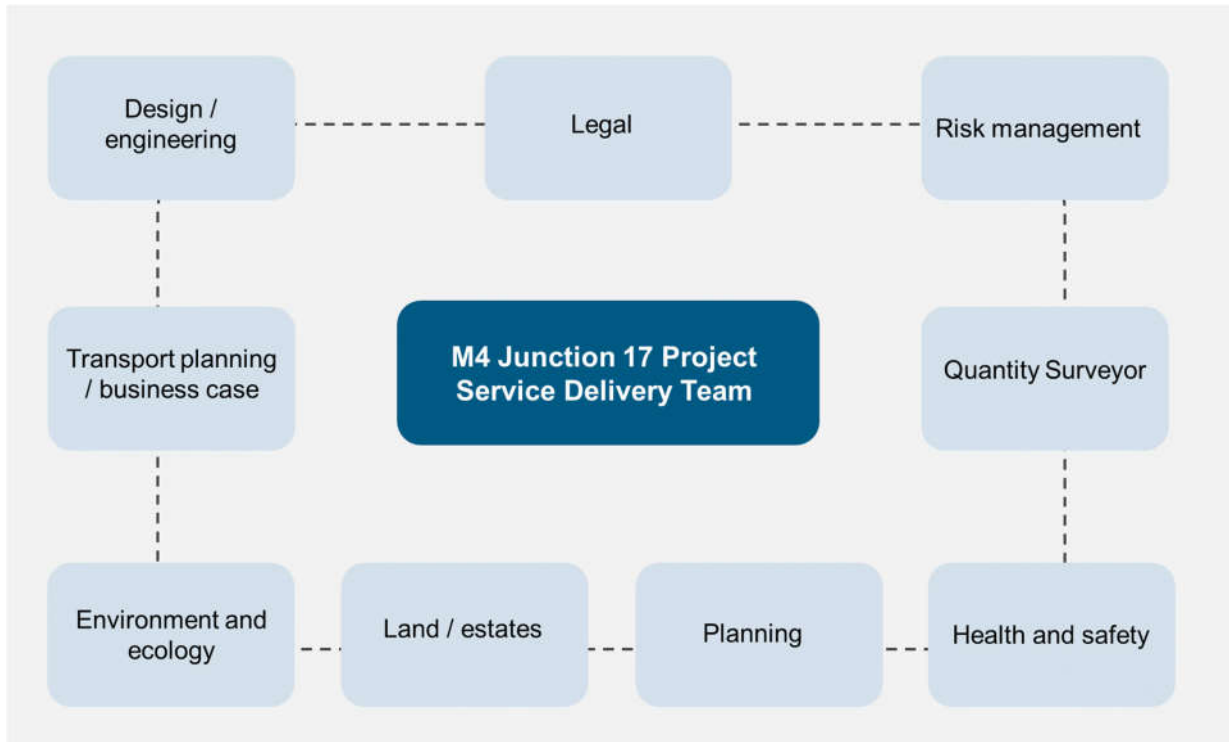 Design /
engineering
Legal
Risk management
Transport planning
/ business case
M4 Junction 17 Project
Service Delivery Team
Quantity Surveyor
Environment and
ecology
Land / estates
Planning
Health and safety